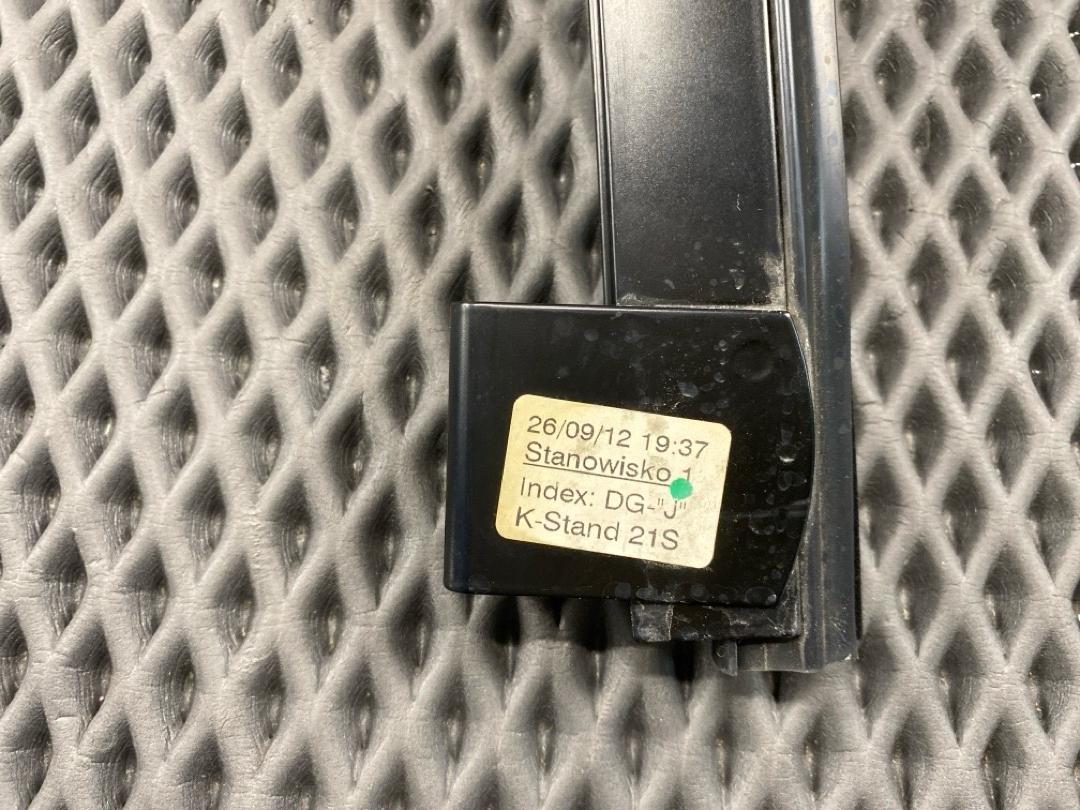 26/09/12 19:37
Stanowisko 1
Index: DG-"J"
K-Stand 21S